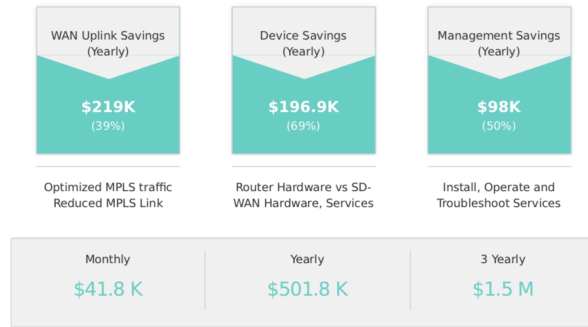 WAN Uplink Savings
(Yearly)
$219K
(39%)
Optimized MPLS traffic
Reduced MPLS Link
Device Savings
(Yearly)
$196.9K
(69%)
Router Hardware vs SD-
WAN Hardware, Services
Management Savings
(Yearly)
$98K
(50%)
Install, Operate and
Troubleshoot Services
Monthly
$41.8 K
Yearly
$501.8 K
3 Yearly
$1.5 M